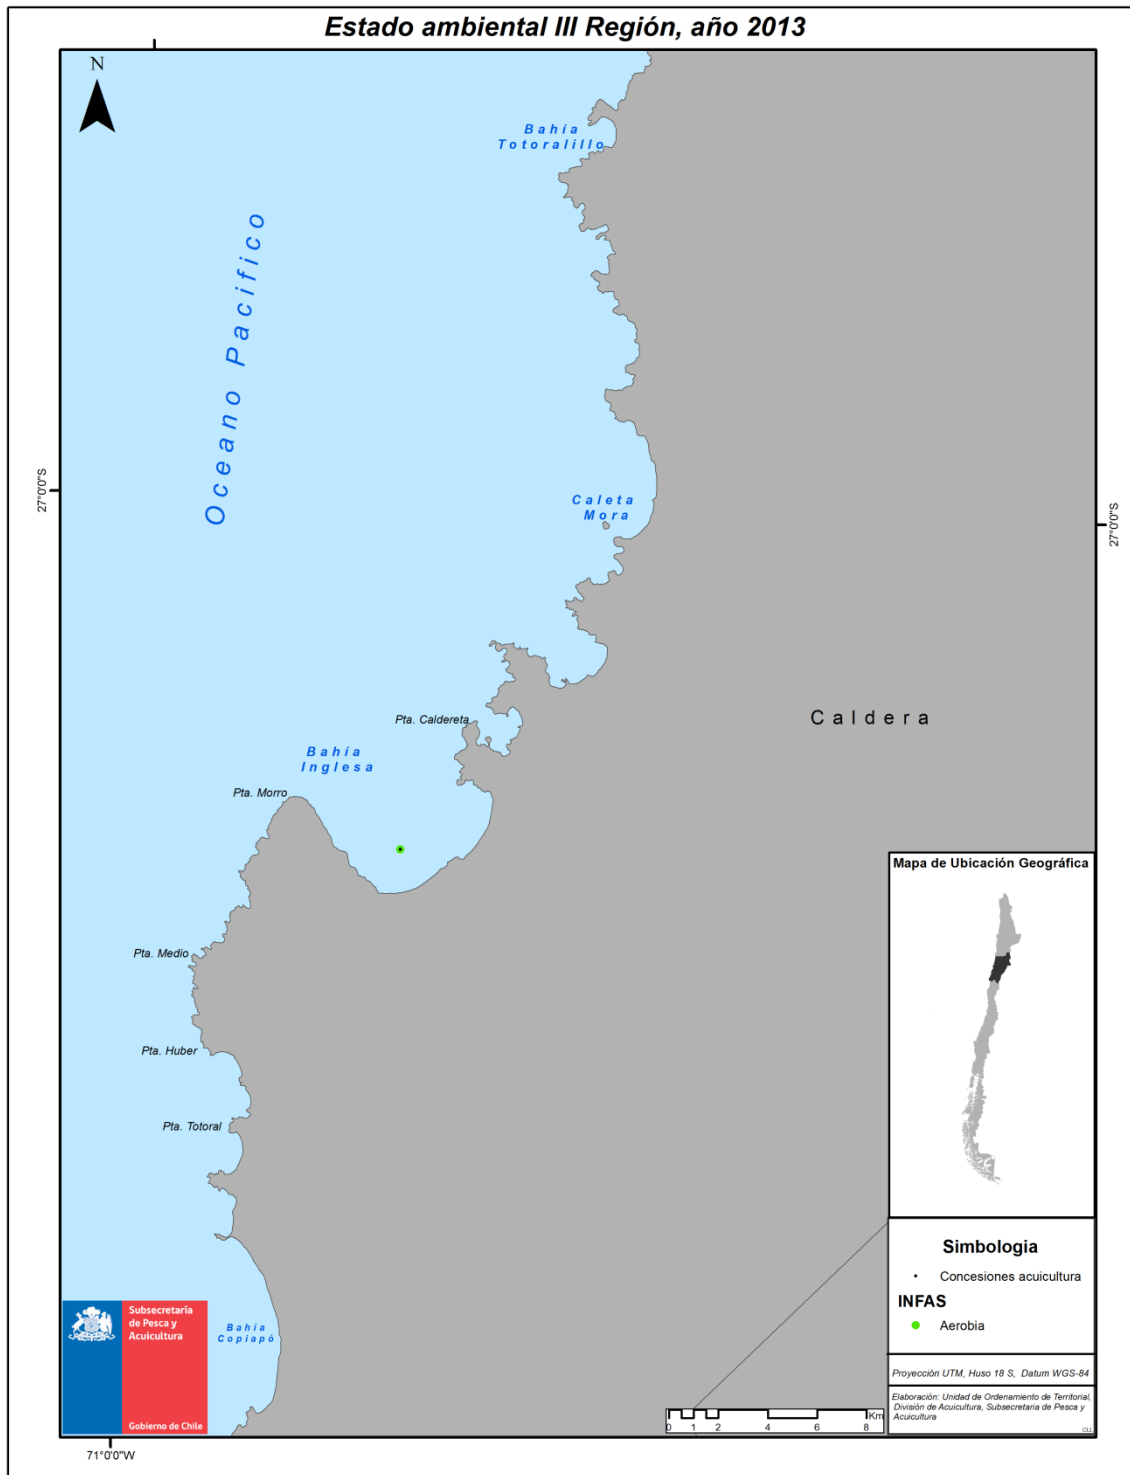 Estado ambiental III Región, año 2013
N
Bahía
Totoralillo
Oceano Pacifico
27°0'0"S
Caleta
Mora
27°0'0"S
Pta. Caldereta
Caldera
Bahía
Inglesa
Pta. Morro
Mapa de Ubicación Geográfica
Pta. Medio
Pta. Huber
Pta. Totoral
Simbologia
Concesiones acuicultura
INFAS
Aerobia
Subsecretaría
de Pesca y
Acuicultura
Gobierno de Chile
Bahía
Copiapó
Proyección UTM, Huso 18 S, Datum WGS-84
Elaboración: Unidad de Ordenamiento de Territorial,
División de Acuicultura, Subsecretaria de Pesca y
Acuicultura
CLL
Km
0 1 2 4 6 8
71°0'0"W